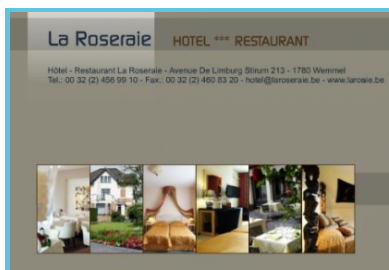 La Roseraie HOTEL *** RESTAURANT
Hôtel - Restaurant La Roseraie - Avenue De Limburg Stirum 213 - 1780 Wemmel
Tel.: 00 32 (2) 456 99 10 - Fax.: 00 32 (2) 460 83 20 - hotel@laroseraie.be - www.larosaie.be